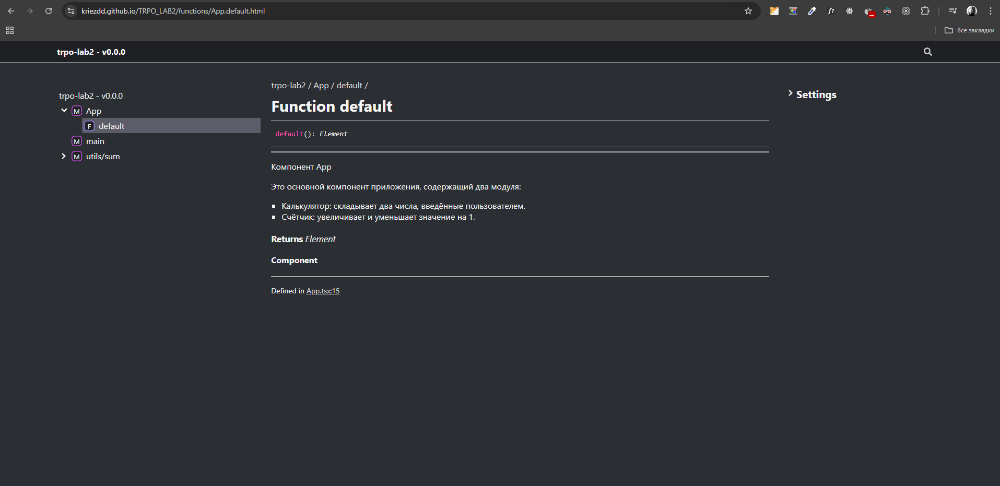 kriezdd.github.io/TRPO_LAB2/functions/App.default.html
f?
Все закладки
trpo-lab2 - v0.0.0
trpo-lab2 - v0.0.0
M App
F default
M main
M utils/sum
trpo-lab2 / App / default /
Function default
default(): Element
Компонент App
Это основной компонент приложения, содержащий два модуля:
Калькулятор: складывает два числа, введённые пользователем.
Счётчик: увеличивает и уменьшает значение на 1.
Returns Element
Component
Defined in App.tsx:15
Settings